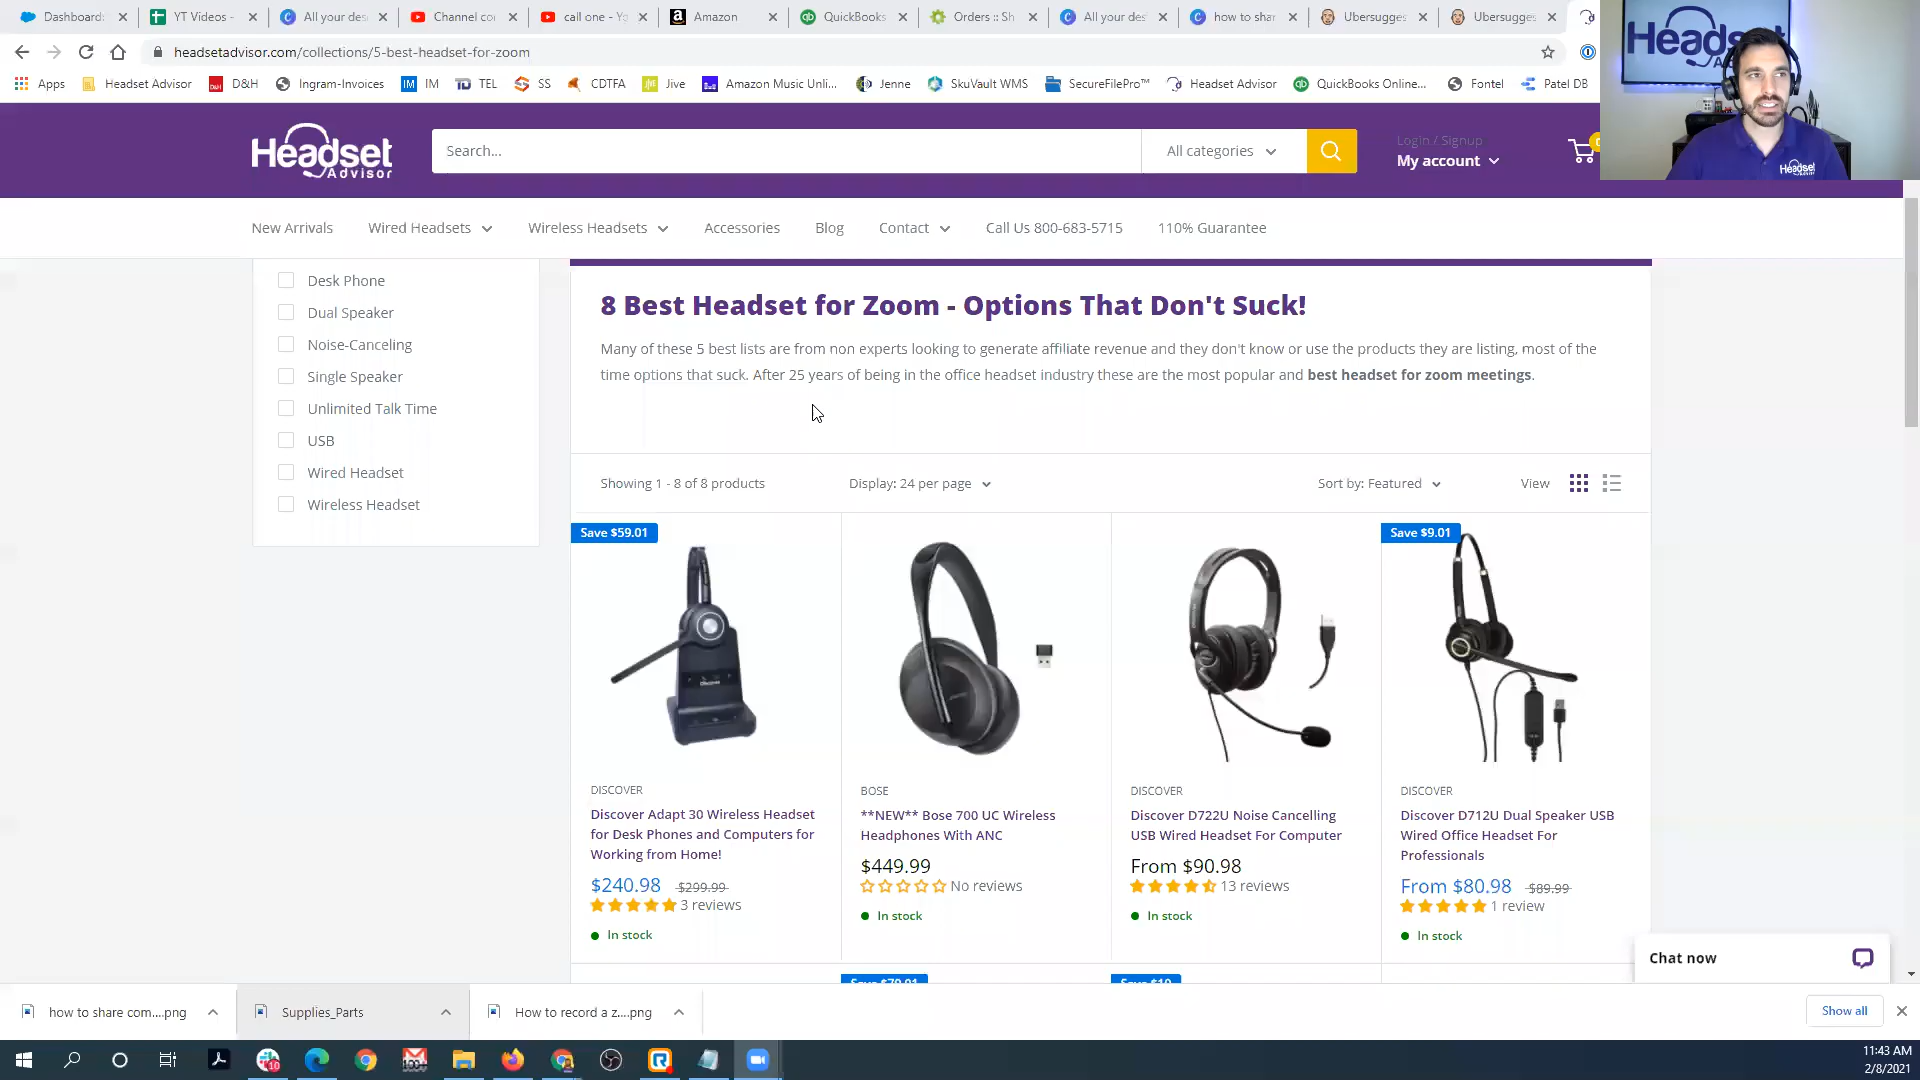 Dashboard:
YT Videos -
All your des
Channel co
call one - Yo
Amazon
QuickBooks
Orders :: Sh
All your des
how to shar
Ubersugges
Ubersugges
headsetadvisor.com/collections/5-best-headset-for-zoom
Apps
Headset Advisor
D&H
Ingram-Invoices
IM
TEL
SS
CDTFA
Jive
Amazon Music Unli...
Jenne
SkuVault WMS
SecureFilePro™
Headset Advisor
QuickBooks Online...
Fontel
Patel DB
Headset
Advisor
Search...
All categories
Login / Signup
My account
Headset
New Arrivals
Wired Headsets
Wireless Headsets
Accessories
Blog
Contact
Call Us 800-683-5715
110% Guarantee
Desk Phone
Dual Speaker
Noise-Canceling
Single Speaker
Unlimited Talk Time
USB
Wired Headset
Wireless Headset
8 Best Headset for Zoom - Options That Don't Suck!
Many of these 5 best lists are from non experts looking to generate affiliate revenue and they don't know or use the products they are listing, most of the
time options that suck. After 25 years of being in the office headset industry these are the most popular and best headset for zoom meetings.
Showing 1 - 8 of 8 products
Display: 24 per page
Sort by: Featured
View
Save $59.01
DISCOVER
Discover Adapt 30 Wireless Headset
for Desk Phones and Computers for
Working from Home!
$240.98 $299.99
3 reviews
In stock
BOSE
**NEW** Bose 700 UC Wireless
Headphones With ANC
$449.99
No reviews
In stock
DISCOVER
Discover D722U Noise Cancelling
USB Wired Headset For Computer
From $90.98
13 reviews
In stock
Save $9.01
DISCOVER
Discover D712U Dual Speaker USB
Wired Office Headset For
Professionals
From $80.98 $89.99
1 review
In stock
Save $70.01
Save $10
Chat now
how to share com....png
Supplies_Parts
How to record a z....png
Show all
11:43 AM
2/8/2021